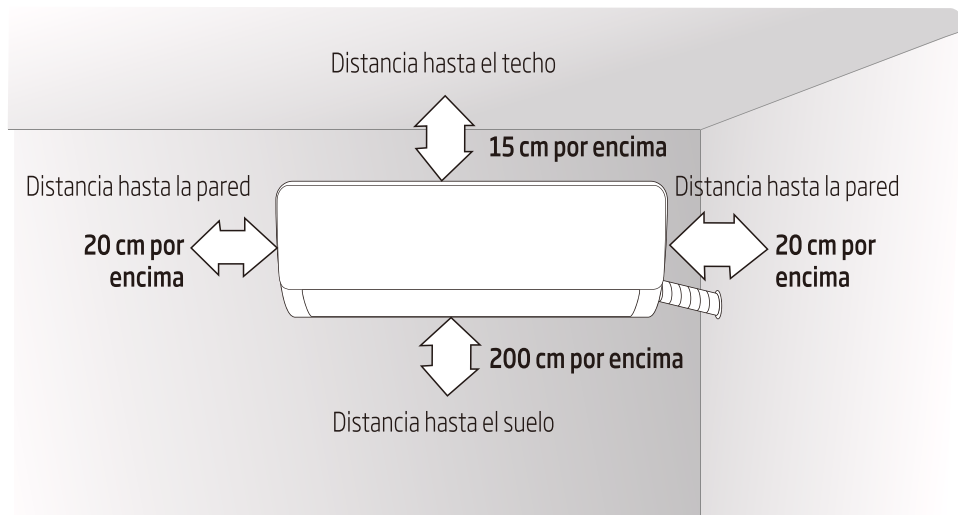 Distancia hasta el techo
15 cm por encima
Distancia hasta la pared
20 cm por
encima
Distancia hasta la pared
20 cm por
encima
200 cm por encima
Distancia hasta el suelo